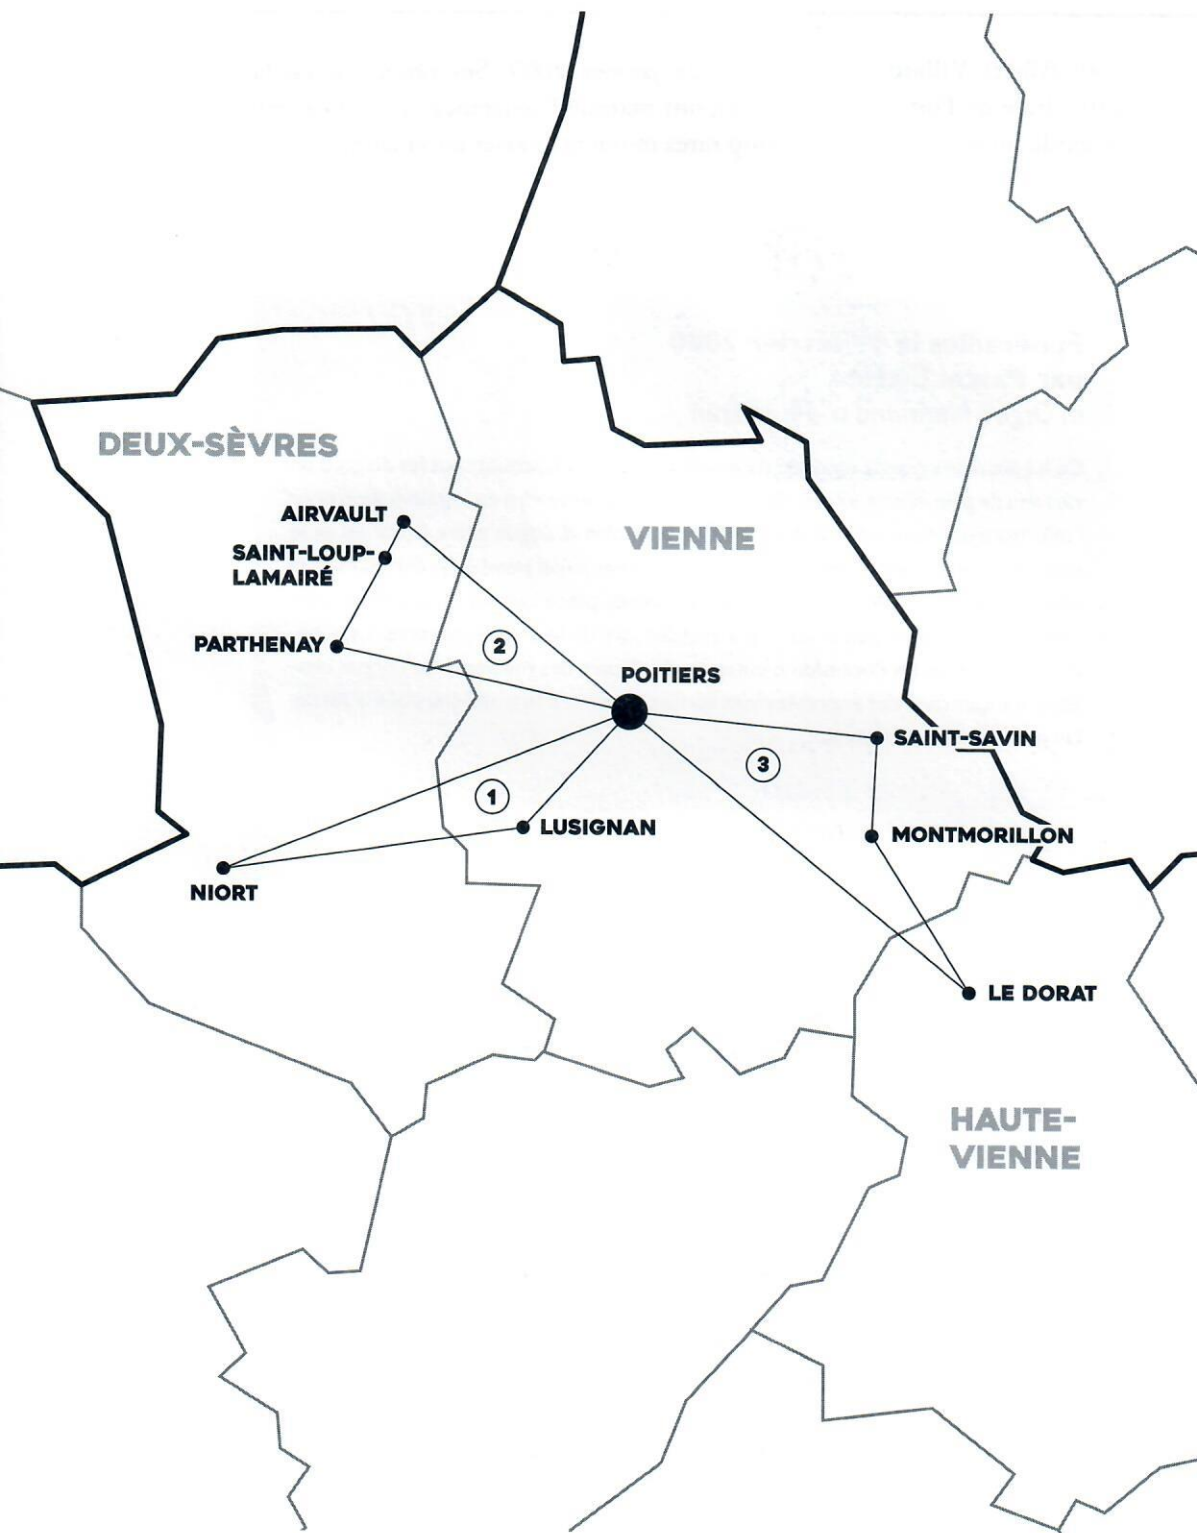 DEUX-SÈVRES
AIRVAULT
VIENNE
SAINT-LOUP-
LAMAIRÉ
PARTHENAY
2
POITIERS
SAINT-SAVIN
3
1
LUSIGNAN
MONTMORILLON
NIORT
LE DORAT
HAUTE-
VIENNE